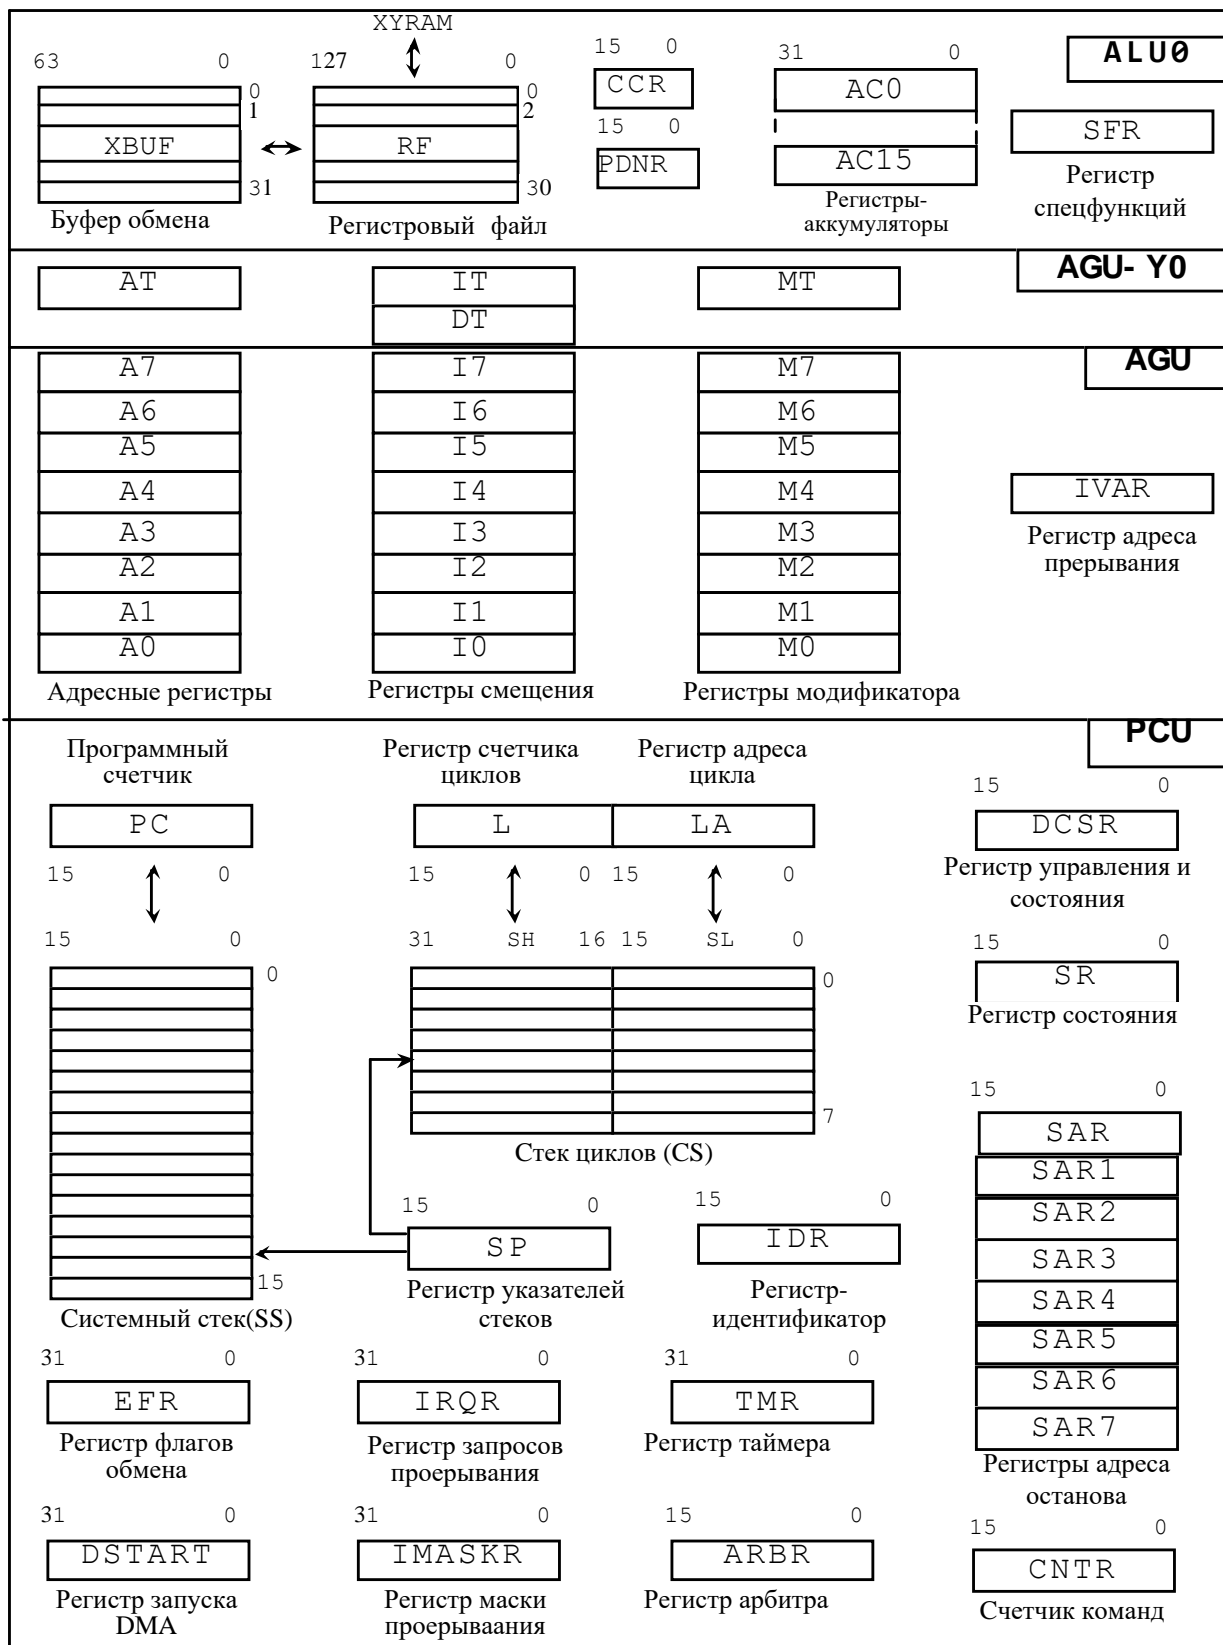 XYRAM
63 0 127 0 15 0 31 0 ALU0
0 0 CCR AC0
1 2 SFR
XBUF RF 15 0
PDNR AC15
31 30
Буфер обмена Регистровый файл
Регистры-
аккумуляторы
Регистр
спецфункций
AT IT MT AGU- Y0
DT
A7 I7 M7 AGU
A6 I6 M6
A5 I5 M5
A4 I4 M4 IVAR
A3 I3 M3
A2 I2 M2
A1 I1 M1
A0 I0 M0
Регистр адреса
прерывания
Адресные регистры Регистры смещения Регистры модификатора
PCU
Программный
счетчик
Регистр счетчика
циклов
Регистр адреса
цикла
15 0
PC L LA DCSR
15 0 15 0 15 0
Регистр управления и
состояния
15 0 31 SH 16 15 SL 0 15 0
0 0 SR
Регистр состояния
15 0
7 SAR
Стек циклов (CS) SAR1
15 0 15 0 SAR2
SP IDR SAR3
15 SAR4
Системный стек(SS)
Регистр указателей
стеков
Регистр-
идентификатор
SAR5
31 0 31 0 31 0 SAR6
EFR IRQR TMR SAR7
Регистр флагов
обмена
Регистр запросов
проерывания
Регистр таймера
Регистры адреса
останова
31 0 31 0 15 0 15 0
DSTART IMASKR ARBR CNTR
Регистр запуска
DMA
Регистр маски
проерываания
Регистр арбитра
Счетчик команд